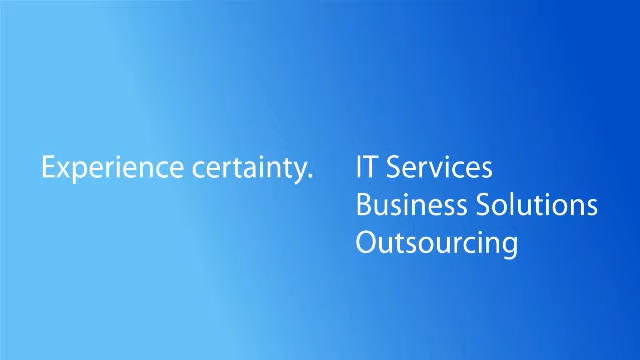 Experience certainty.
IT Services
Business Solutions
Outsourcing